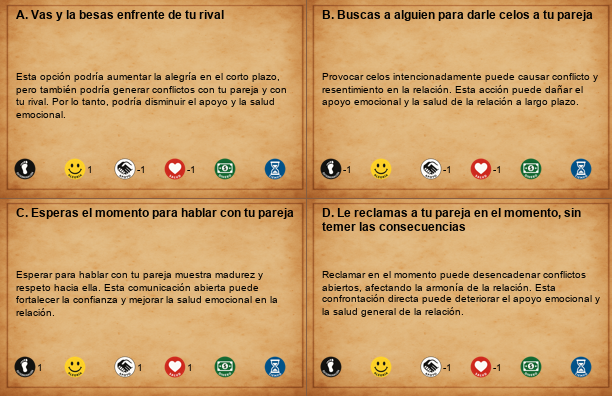 A. Vas y la besas enfrente de tu rival
Esta opción podría aumentar la alegría en el corto plazo,
pero también podría generar conflictos con tu pareja y con
tu rival. Por lo tanto, podría disminuir el apoyo y la salud
emocional.
1 -1 -1
B. Buscas a alguien para darle celos a tu pareja
Provocar celos intencionadamente puede causar conflicto y
resentimiento en la relación. Esta acción puede dañar el
apoyo emocional y la salud de la relación a largo plazo.
-1 -1 -1
C. Esperas el momento para hablar con tu pareja
Esperar para hablar con tu pareja muestra madurez y
respeto hacia ella. Esta comunicación abierta puede
fortalecer la confianza y mejorar la salud emocional en la
relación.
1 1 1
D. Le reclamas a tu pareja en el momento, sin
temer las consecuencias
Reclamar en el momento puede desencadenar conflictos
abiertos, afectando la armonía de la relación. Esta
confrontación directa puede deteriorar el apoyo emocional y
la salud general de la relación.
-1 -1